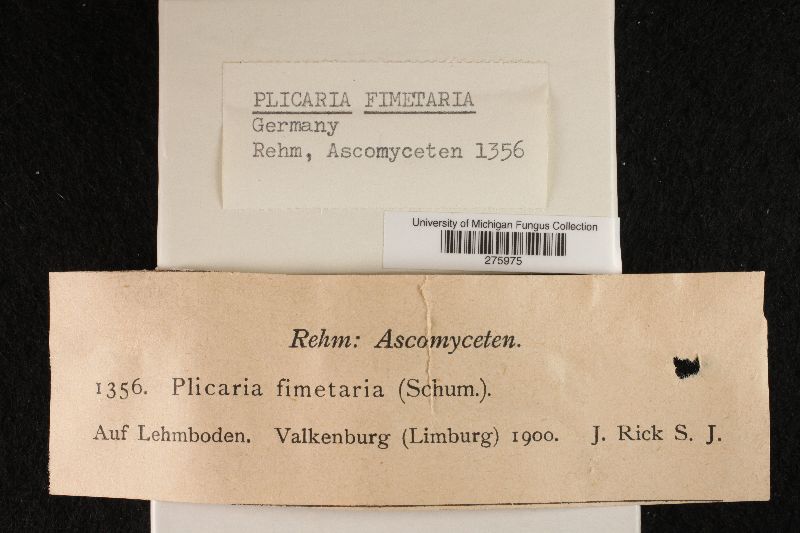 PLICARIA FIMETARIA
Germany
Rehm, Ascomyceten 1356
University of Michigan Fungus Collection
275975
Rehm: Ascomyceten.
1356. Plicaria fimetaria (Schum.).
Auf Lehmboden. Valkenburg (Limburg) 1900. J. Rick S. J.